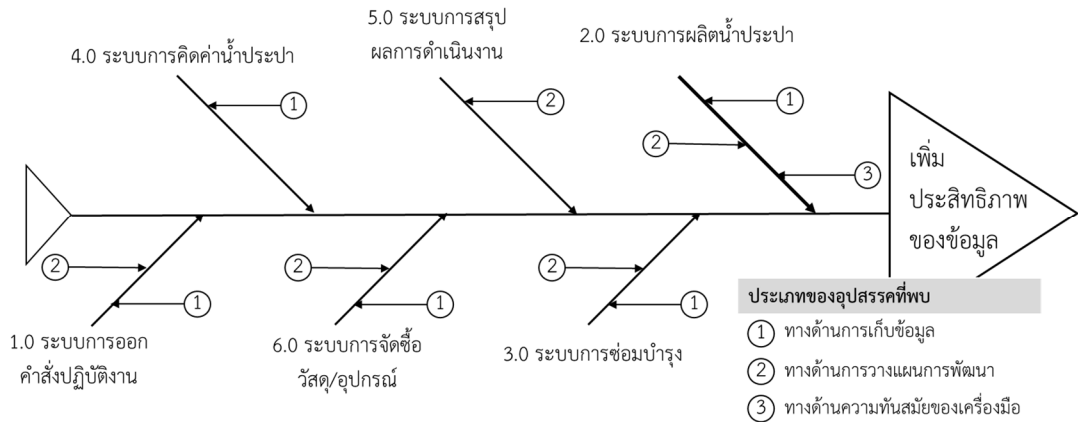 5.0 ระบบการสรุป
ผลการดำเนินงาน
2.0 ระบบการผลิตน้ำประปา
4.0 ระบบการคิดค่าน้ำประปา
1
2
1
2
3
เพิ่ม
ประสิทธิภาพ
ของข้อมูล
2
1
2
1
2
1
1.0 ระบบการออก
คำสั่งปฏิบัติงาน
6.0 ระบบการจัดซื้อ
วัสดุ/อุปกรณ์
3.0 ระบบการซ่อมบำรุง
ประเภทของอุปสรรคที่พบ
1 ทางด้านการเก็บข้อมูล
2 ทางด้านการวางแผนการพัฒนา
3 ทางด้านความทันสมัยของเครื่องมือ